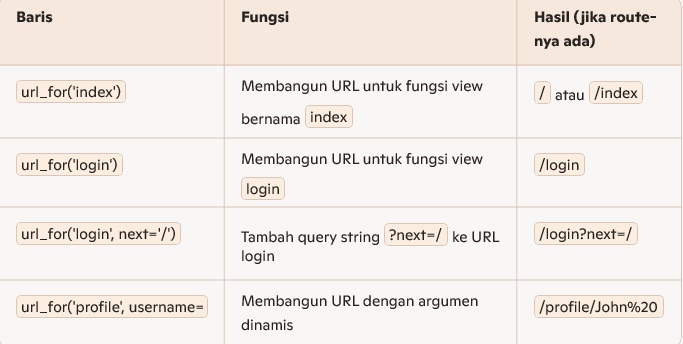 Baris
Fungsi
Hasil (jika route-
nya ada)
url_for('index')
Membangun URL untuk fungsi view
bernama index
/ atau /index
url_for('login')
Membangun URL untuk fungsi view
login
/login
url_for('login', next='/')
Tambah query string ?next=/ ke URL
login
/login?next=/
url_for('profile', username=
Membangun URL dengan argumen
dinamis
/profile/John%20